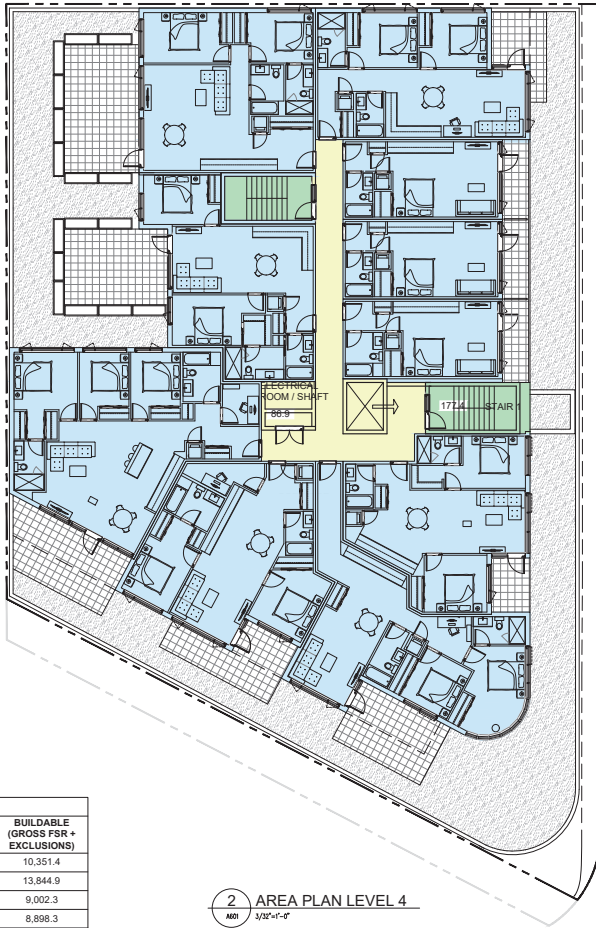 ELECTRICAL
ROOM / SHAFT
86.9
177.4
STAIR 1
BUILDABLE
(GROSS FSR +
EXCLUSIONS)
10,351.4
13,844.9
9,002.3
8,898.3
2
A601
AREA PLAN LEVEL 4
3/32"=1'-0"